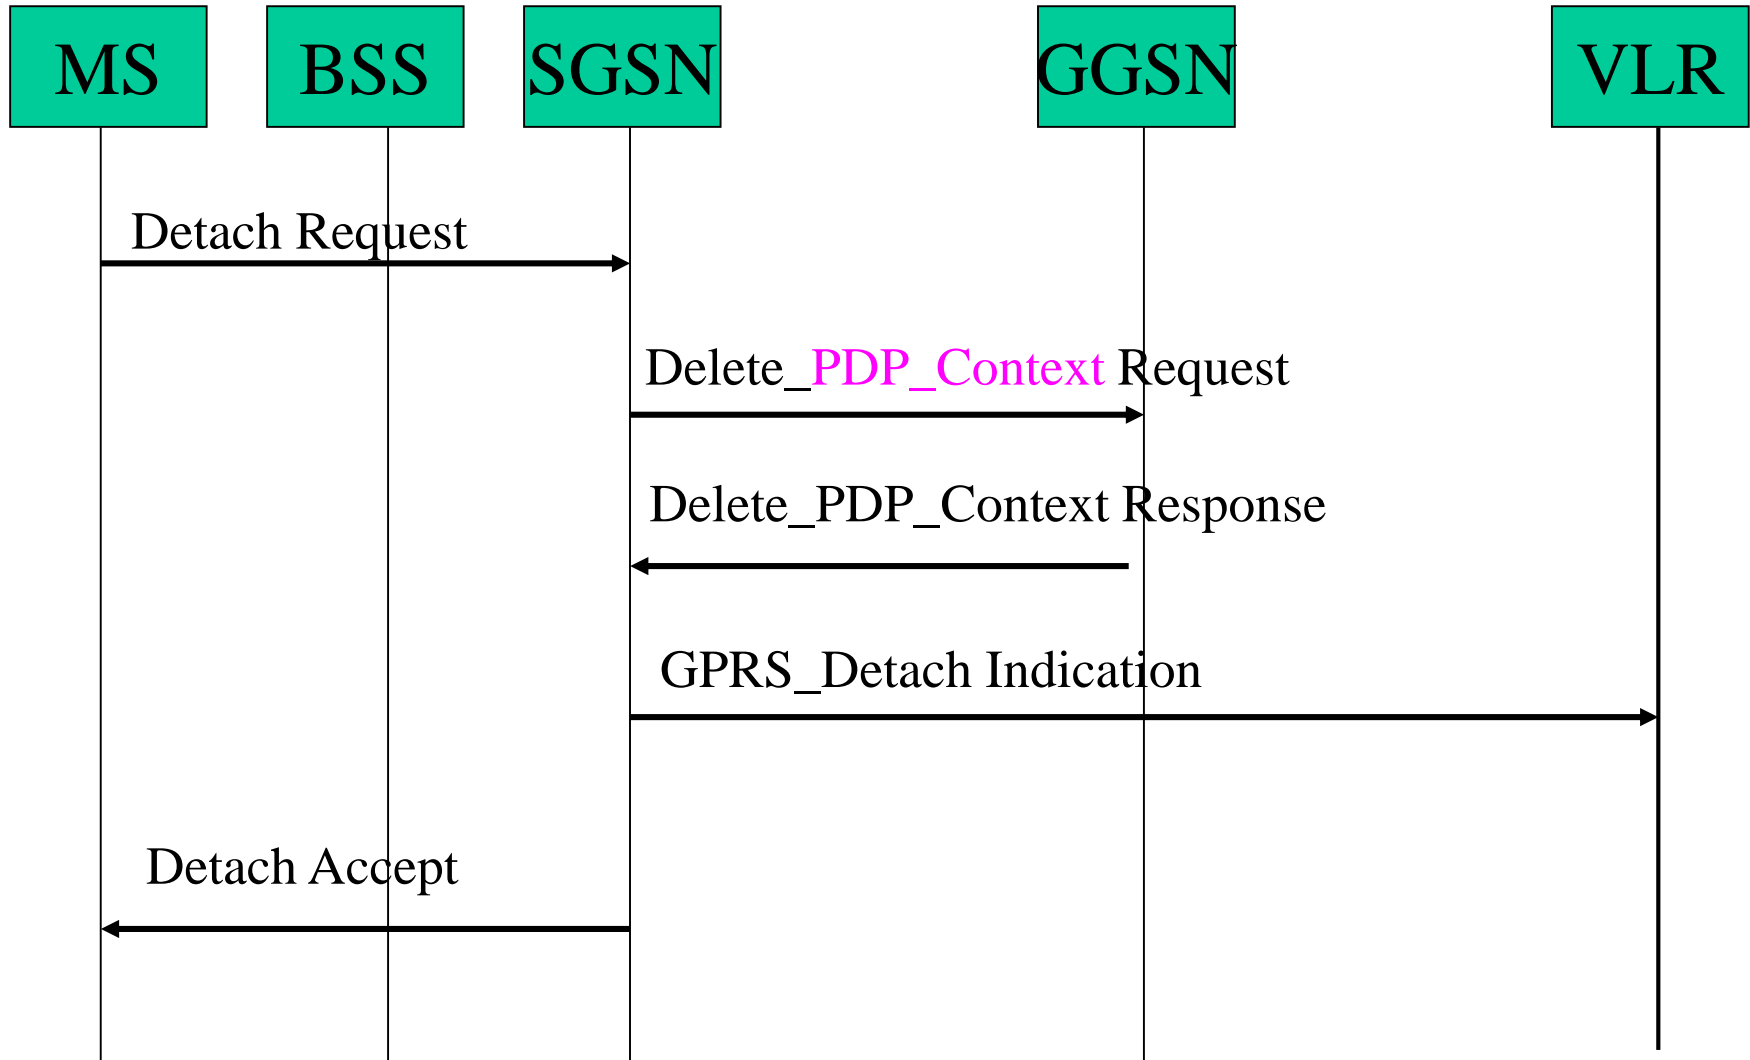 MS BSS SGSN GGSN VLR
Detach Request
Delete_PDP_Context Request
Delete_PDP_Context Response
GPRS_Detach Indication
Detach Accept